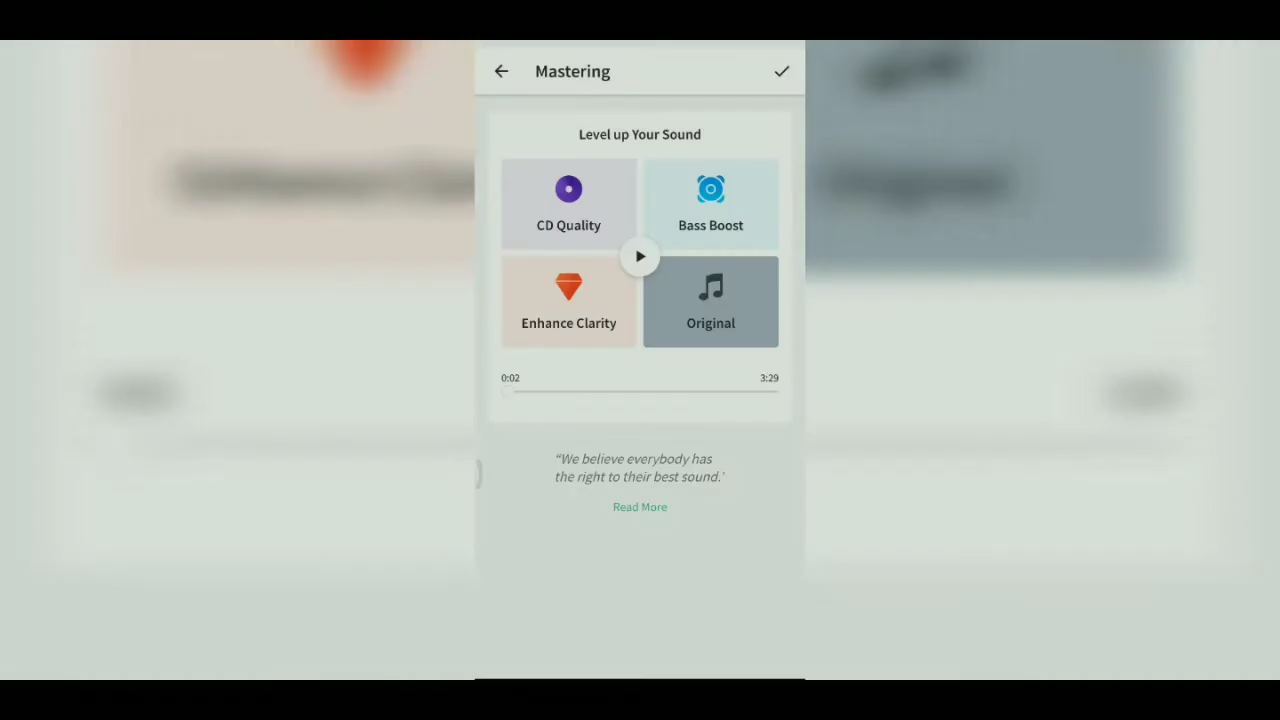 Mastering
Level up Your Sound
CD Quality
Bass Boost
Enhance Clarity
Original
0:02
3:29
“We believe everybody has
the right to their best sound.”
Read More